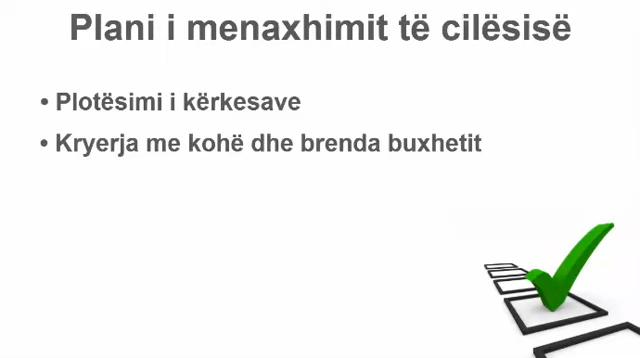 Plani i menaxhimit të cilësisë
• Plotësimi i kërkesave
• Kryerja me kohë dhe brenda buxhetit